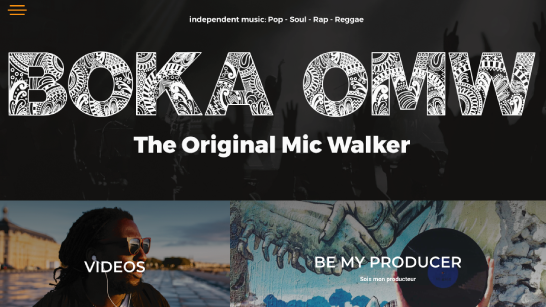 independent music: Pop - Soul - Rap - Reggae
BOKA OMW
The Original Mic Walker
VIDEOS
BE MY PRODUCER
Sois mon producteur